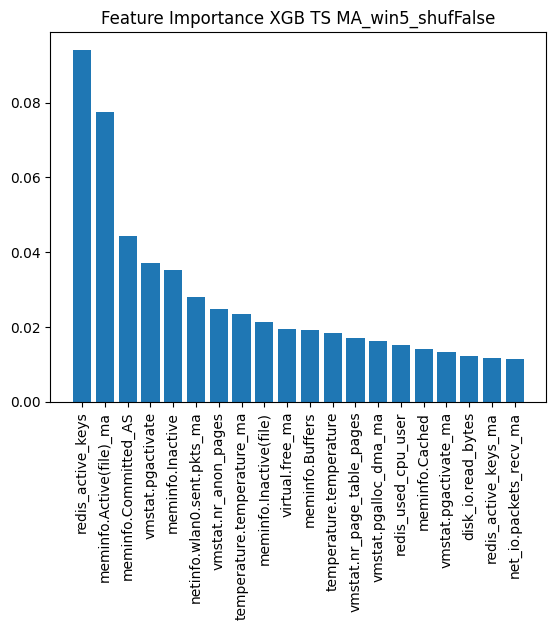 Feature Importance XGB TS MA_win5_shufFalse
0.08
0.06
0.04
0.02
0.00
redis_active_keys
meminfo.Active(file)_ma
meminfo.Committed_AS
vmstat.pgactivate
meminfo.Inactive
netinfo.wlan0.sent.pkts_ma
vmstat.nr_anon_pages
temperature.temperature_ma
meminfo.Inactive(file)
virtual.free_ma
meminfo.Buffers
temperature.temperature
vmstat.nr_page_table_pages
vmstat.pgalloc_dma_ma
redis_used_cpu_user
meminfo.Cached
vmstat.pgactivate_ma
disk_io.read_bytes
redis_active_keys_ma
net_io.packets_recv_ma